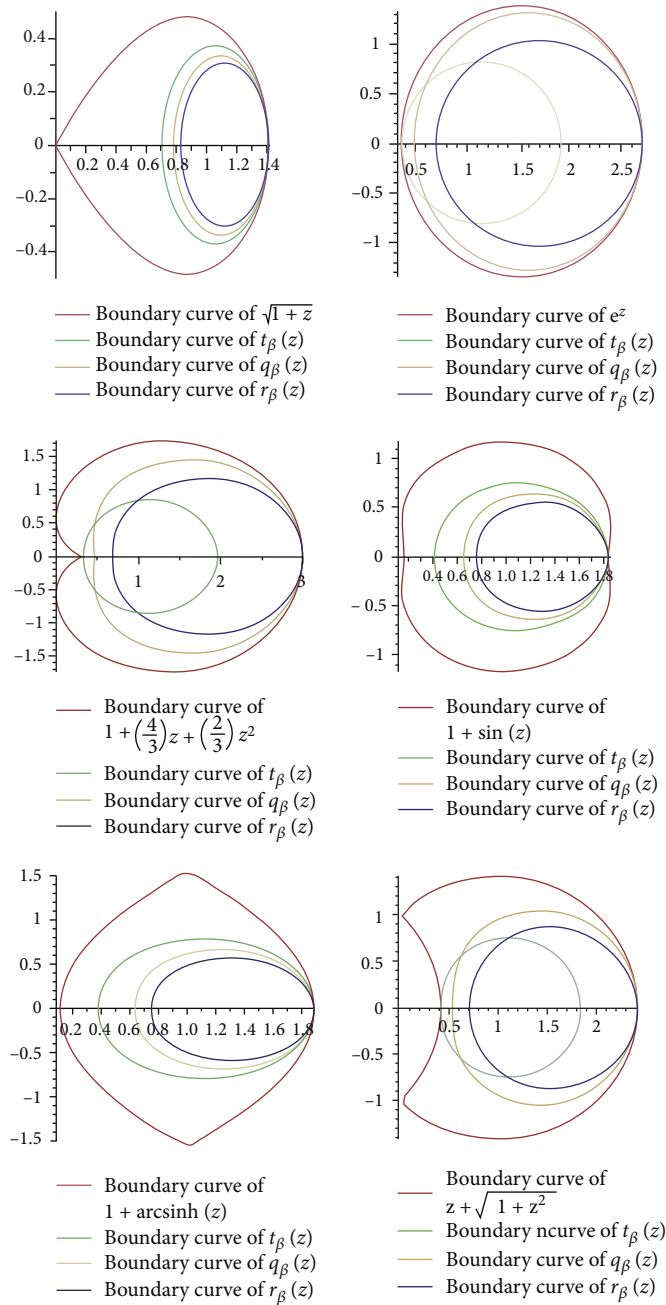 0.4
0.2
0
0.2 0.4 0.6 0.8 1 1.2 1.4
–0.2
–0.4
Boundary curve of √1 + z
Boundary curve of tβ (z)
Boundary curve of qβ (z)
Boundary curve of rβ (z)
1
0.5
0
0.5 1 1.5 2 2.5
–0.5
–1
Boundary curve of eᶻ
Boundary curve of tβ (z)
Boundary curve of qβ (z)
Boundary curve of rβ (z)
1.5
1
0.5
0
1 2 3
–0.5
–1
–1.5
Boundary curve of
1 + (4/3) z + (2/3) z²
Boundary curve of tβ (z)
Boundary curve of qβ (z)
Boundary curve of rβ (z)
1
0.5
0
0.4 0.6 0.8 1.0 1.2 1.4 1.6 1.8
– 0.5
–1
Boundary curve of
1 + sin (z)
Boundary curve of tβ (z)
Boundary curve of qβ (z)
Boundary curve of rβ (z)
1.5
1
0.5
0
0.2 0.4 0.6 0.8 1.0 1.2 1.4 1.6 1.8
–0.5
–1
–1.5
Boundary curve of
1 + arcsinh (z)
Boundary curve of tβ (z)
Boundary curve of qβ (z)
Boundary curve of rβ (z)
1
0.5
0
0.5 1 1.5 2
–0.5
–1
Boundary curve of
z + √1 + z²
Boundary ncurve of tβ (z)
Boundary curve of qβ (z)
Boundary curve of rβ (z)